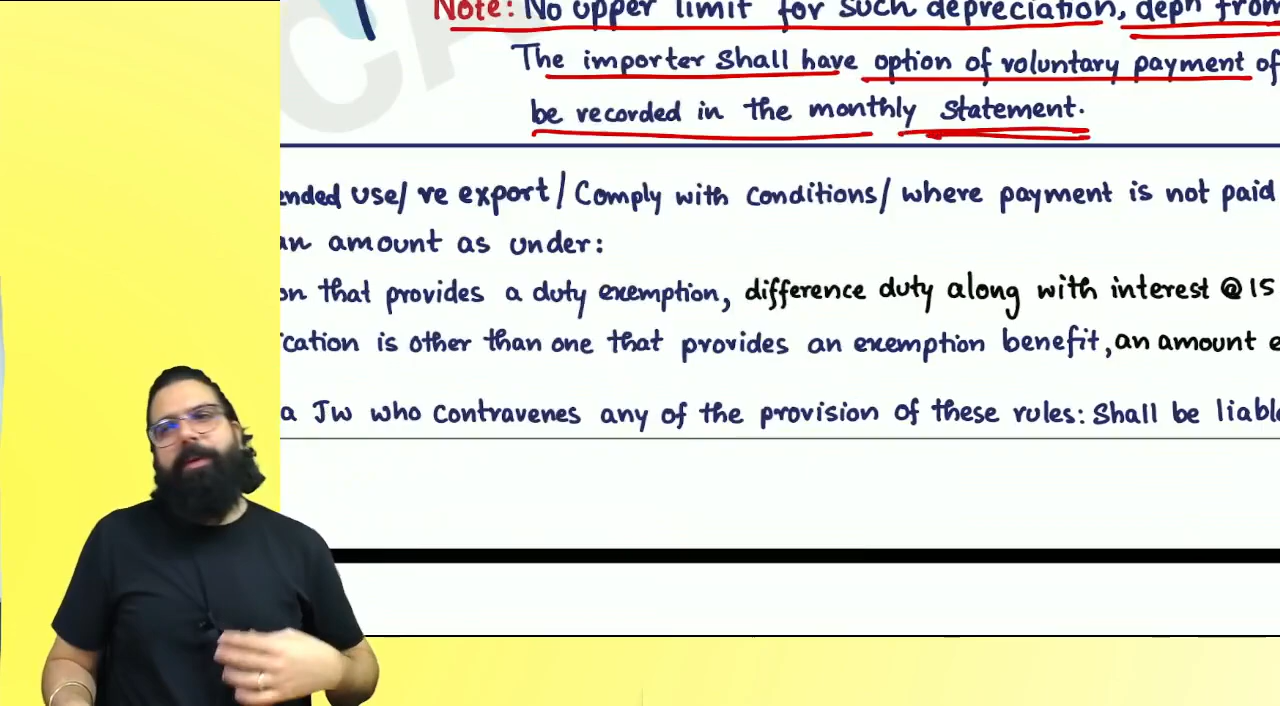 Note: No upper limit for such depreciation, depn from
The importer shall have option of voluntary payment of
be recorded in the monthly statement.
ended use/ re export/ Comply with conditions/ where payment is not paid
an amount as under:
on that provides a duty exemption, difference duty along with interest @ 15
ication is other than one that provides an exemption benefit, an amount e
a JW who contravenes any of the provision of these rules: Shall be liable